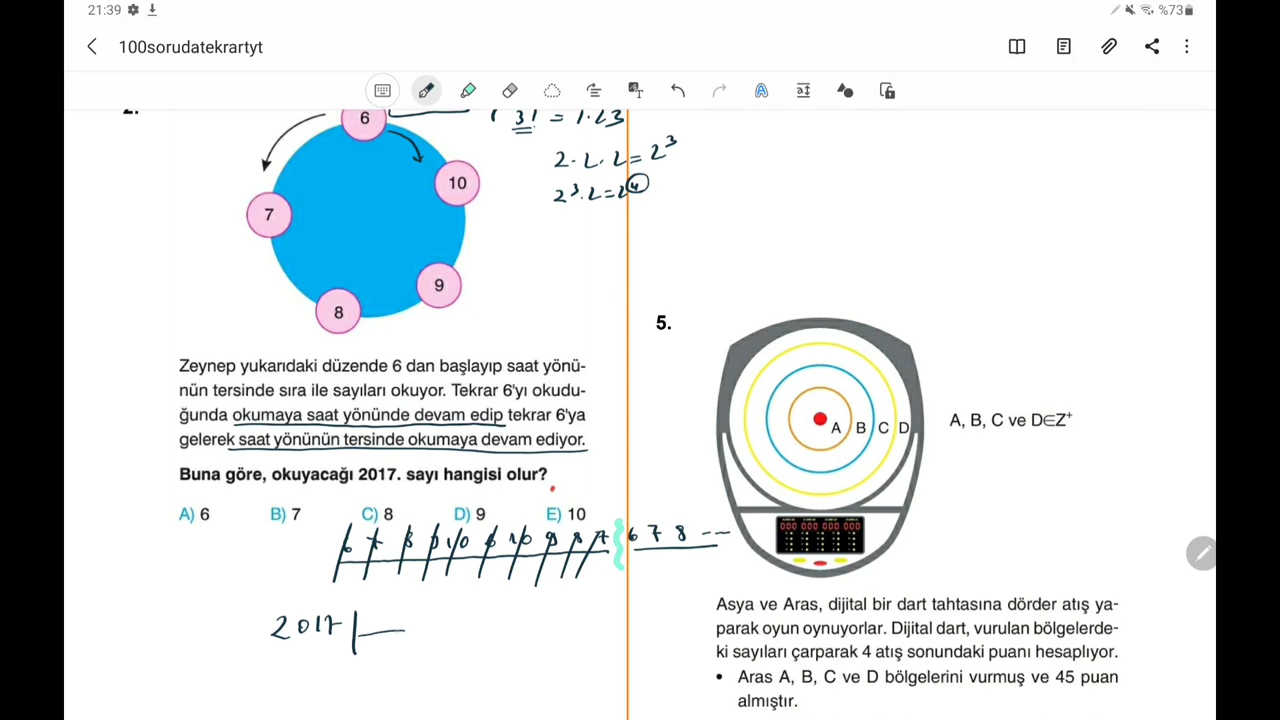 21:39
%73
100sorudatekrartyt
2.
6
10
7
9
8
3! = 1.23
2.2.2=2³
2³.2=2⁴
Zeynep yukarıdaki düzende 6 dan başlayıp saat yönü-
nün tersinde sıra ile sayıları okuyor. Tekrar 6'yı okudu-
ğunda okumaya saat yönünde devam edip tekrar 6'ya
gelerek saat yönünün tersinde okumaya devam ediyor.
Buna göre, okuyacağı 2017. sayı hangisi olur?
A) 6 B) 7 C) 8 D) 9 E) 10
6 7 8 9 10 6 10 9 8 7 6 7 8 ---
2017
5.
A B C D
A, B, C ve D∈Z⁺
Asya ve Aras, dijital bir dart tahtasına dörder atış ya-
parak oyun oynuyorlar. Dijital dart, vurulan bölgelerde-
ki sayıları çarparak 4 atış sonundaki puanı hesaplıyor.
• Aras A, B, C ve D bölgelerini vurmuş ve 45 puan
almıştır.